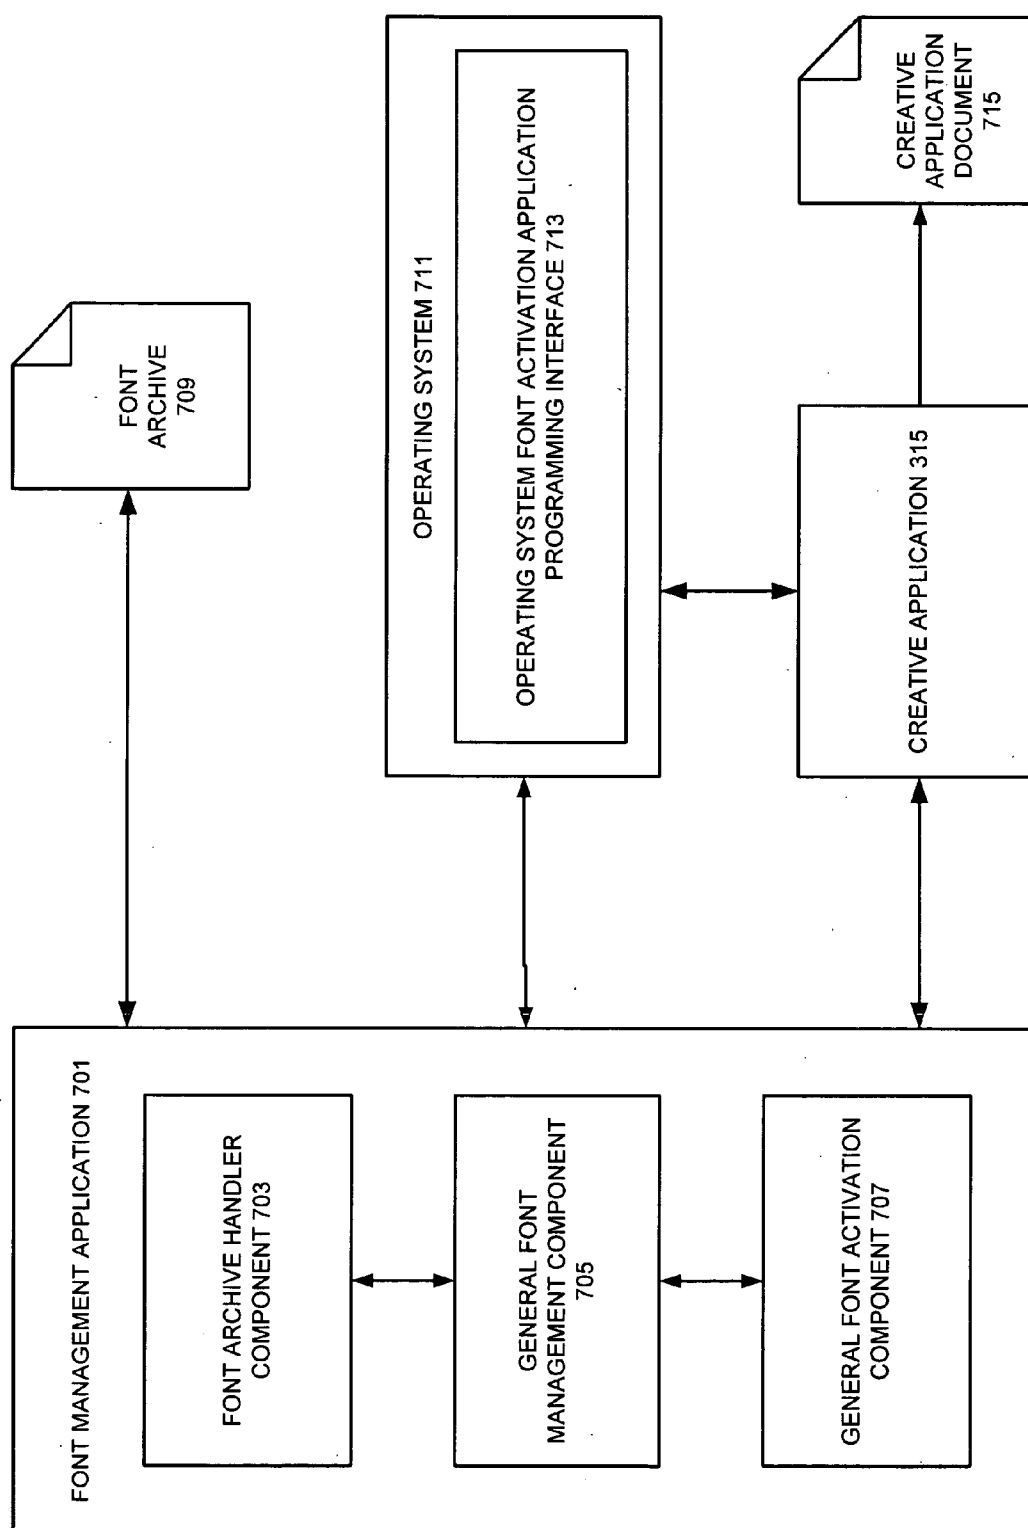 FONT MANAGEMENT APPLICATION 701
FONT ARCHIVE HANDLER
COMPONENT 703
GENERAL FONT
MANAGEMENT COMPONENT
705
GENERAL FONT ACTIVATION
COMPONENT 707
FONT
ARCHIVE
709
OPERATING SYSTEM 711
OPERATING SYSTEM FONT ACTIVATION APPLICATION
PROGRAMMING INTERFACE 713
CREATIVE APPLICATION 315
CREATIVE
APPLICATION
DOCUMENT
715